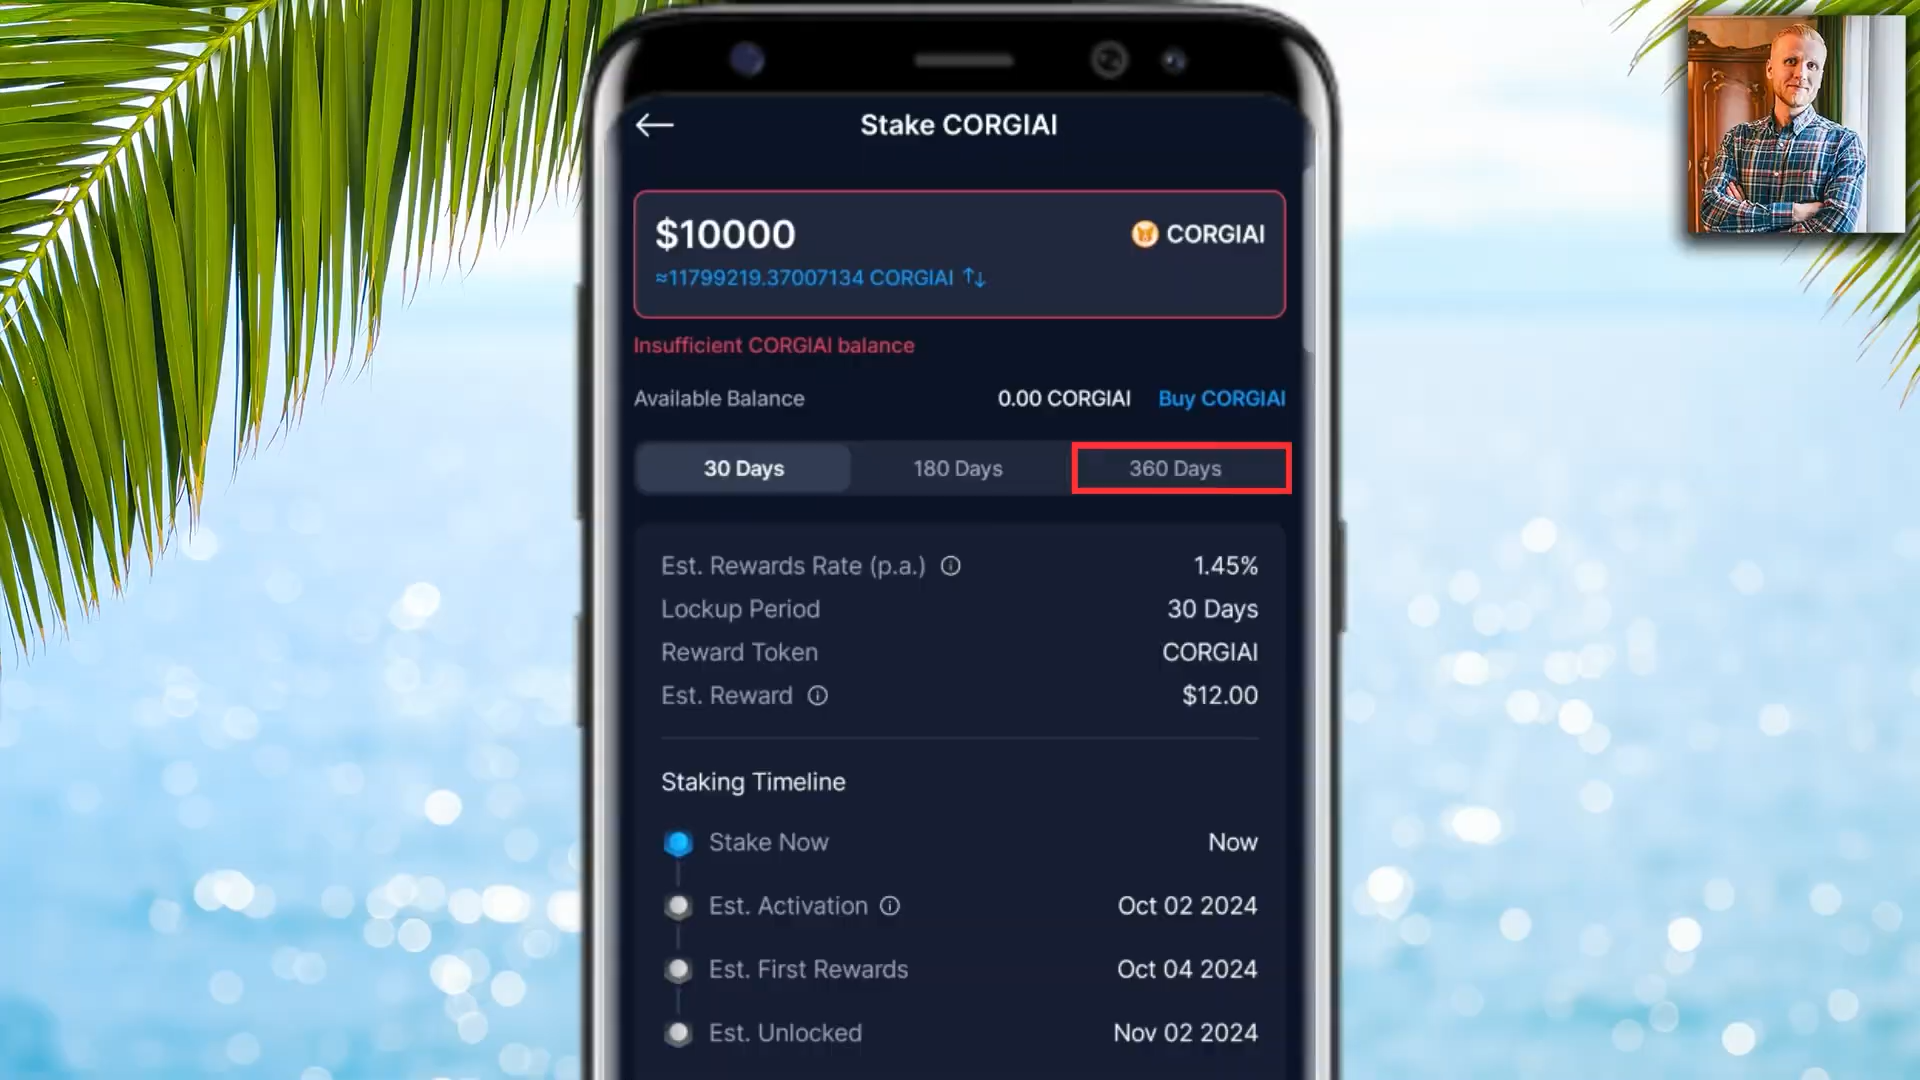 Stake CORGIAI
$10000
CORGIAI
≈11799219.37007134 CORGIAI
Insufficient CORGIAI balance
Available Balance 0.00 CORGIAI Buy CORGIAI
30 Days 180 Days 360 Days
Est. Rewards Rate (p.a.) 1.45%
Lockup Period 30 Days
Reward Token CORGIAI
Est. Reward $12.00
Staking Timeline
Stake Now Now
Est. Activation Oct 02 2024
Est. First Rewards Oct 04 2024
Est. Unlocked Nov 02 2024